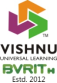 VISHNU
UNIVERSAL LEARNING
BVRIT H
Estd. 2012